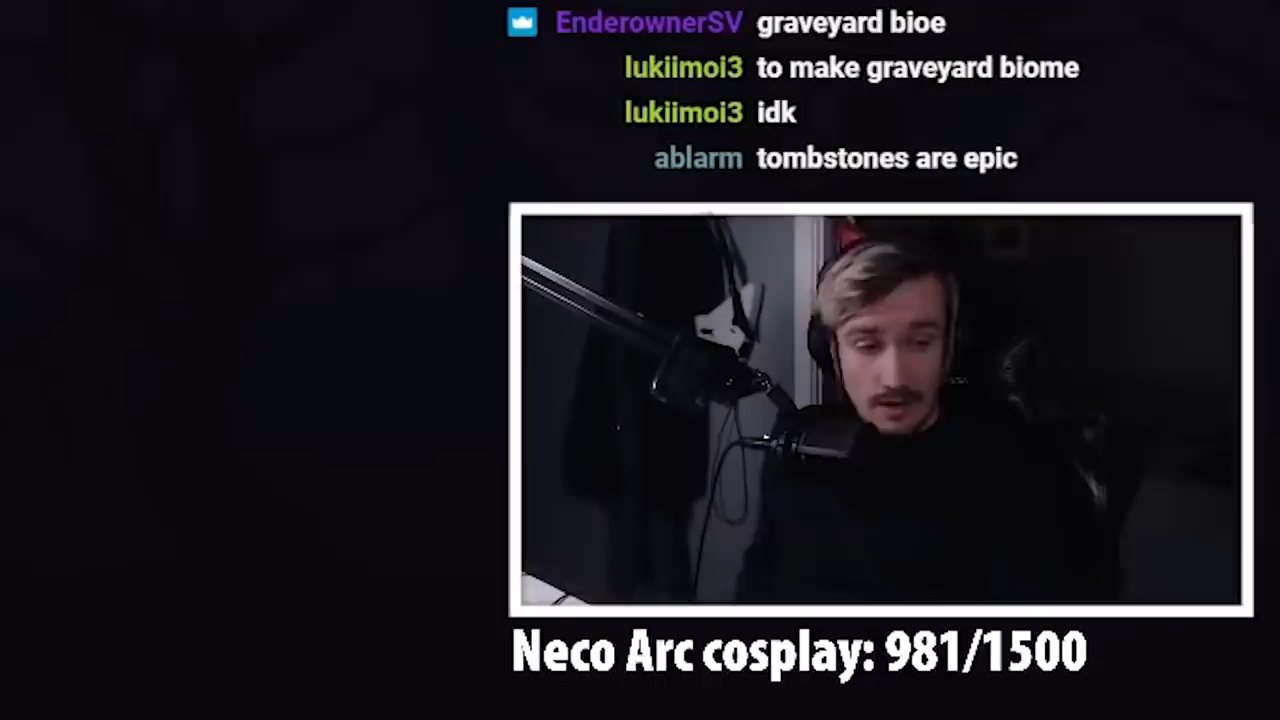 EnderownerSV graveyard bioe
lukiimoi3 to make graveyard biome
lukiimoi3 idk
ablarm tombstones are epic
Neco Arc cosplay: 981/1500